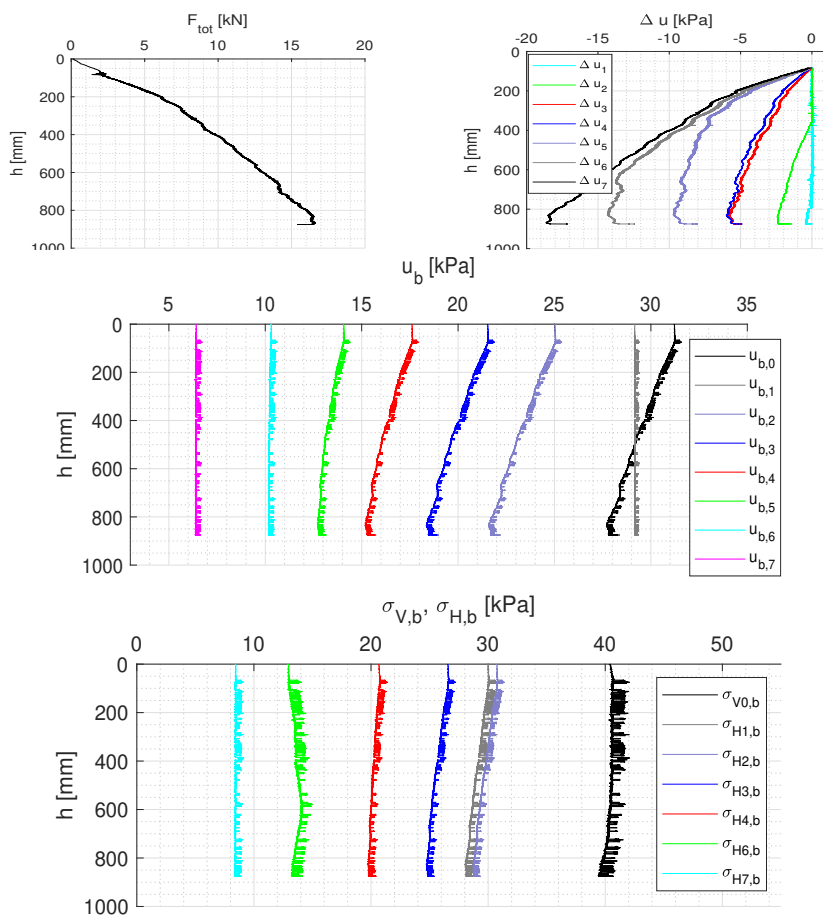 F_tot [kN]
0 5 10 15 20
0
200
400
600
800
1000
h [mm]
Δ u [kPa]
-20 -15 -10 -5 0
0
200
400
600
800
1000
h [mm]
Δ u_1
Δ u_2
Δ u_3
Δ u_4
Δ u_5
Δ u_6
Δ u_7
u_b [kPa]
5 10 15 20 25 30 35
0
200
400
600
800
1000
h [mm]
u_b,0
u_b,1
u_b,2
u_b,3
u_b,4
u_b,5
u_b,6
u_b,7
σ_V,b, σ_H,b [kPa]
0 10 20 30 40 50
0
200
400
600
800
1000
h [mm]
σ_V0,b
σ_H1,b
σ_H2,b
σ_H3,b
σ_H4,b
σ_H6,b
σ_H7,b